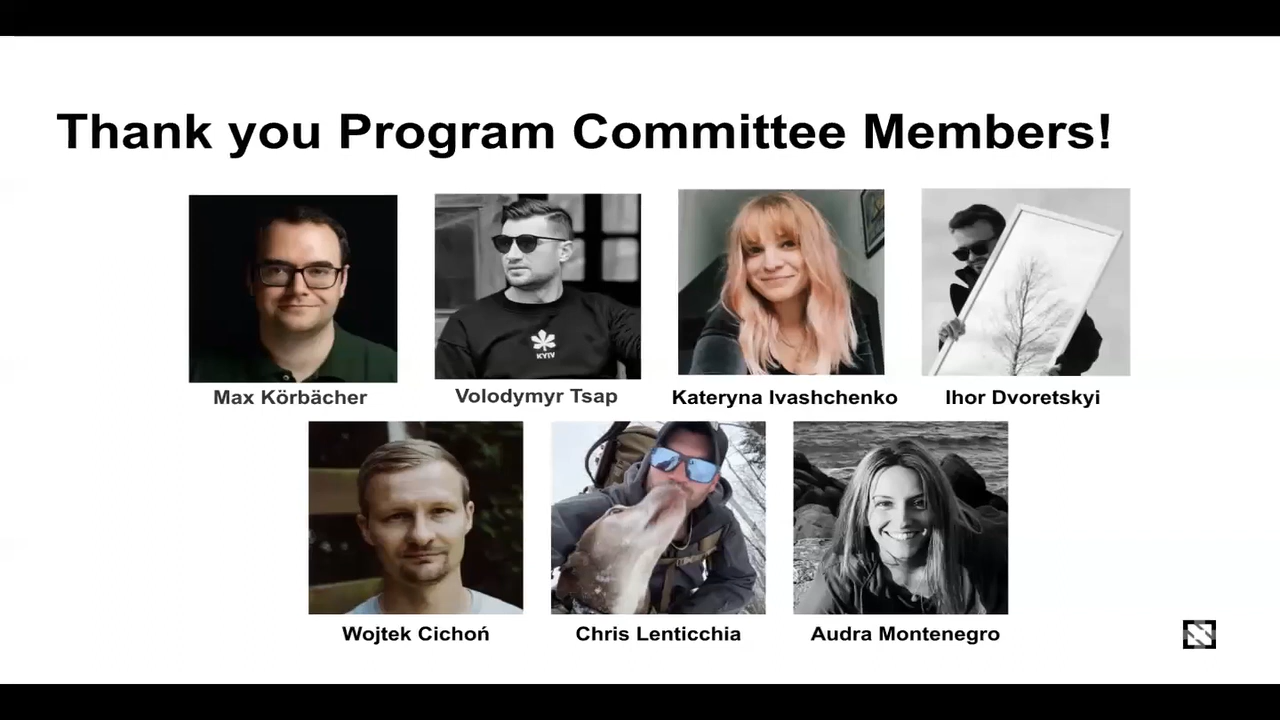 Thank you Program Committee Members!
KYIV
Max Körbächer
Volodymyr Tsap
Kateryna Ivashchenko
Ihor Dvoretskyi
Wojtek Cichoń
Chris Lenticchia
Audra Montenegro